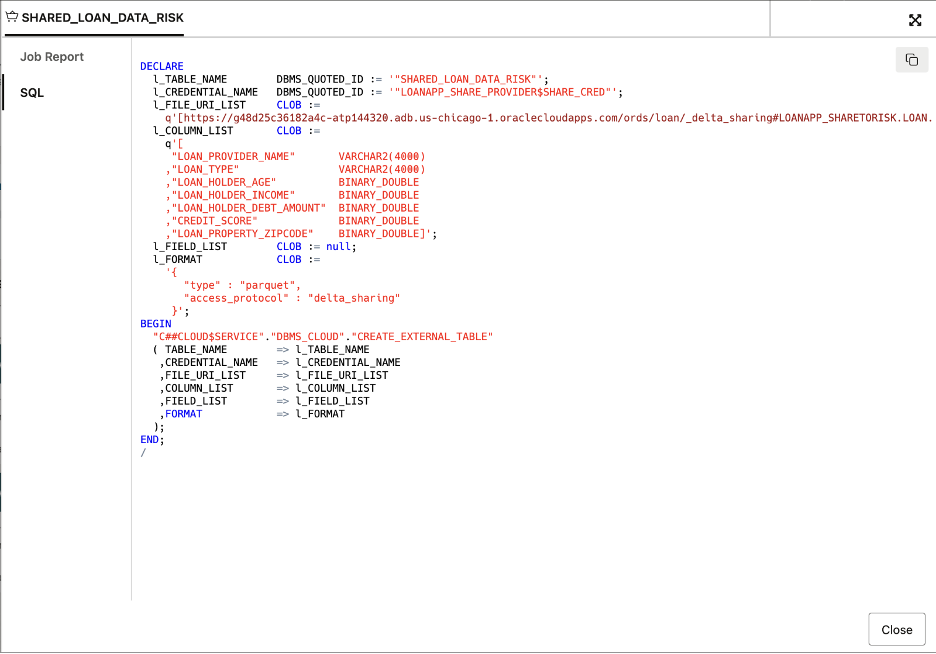 SHARED_LOAN_DATA_RISK
Job Report
SQL
DECLARE
l_TABLE_NAME DBMS_QUOTED_ID := '"SHARED_LOAN_DATA_RISK"';
l_CREDENTIAL_NAME DBMS_QUOTED_ID := '"LOANAPP_SHARE_PROVIDER$SHARE_CRED"';
l_FILE_URI_LIST CLOB :=
q'[https://g48d25c36182a4c-atp144320.adb.us-chicago-1.oraclecloudapps.com/ords/loan/_delta_sharing#LOANAPP_SHARETORISK.LOAN.
l_COLUMN_LIST CLOB :=
q'[
"LOAN_PROVIDER_NAME" VARCHAR2(4000)
,"LOAN_TYPE" VARCHAR2(4000)
,"LOAN_HOLDER_AGE" BINARY_DOUBLE
,"LOAN_HOLDER_INCOME" BINARY_DOUBLE
,"LOAN_HOLDER_DEBT_AMOUNT" BINARY_DOUBLE
,"CREDIT_SCORE" BINARY_DOUBLE
,"LOAN_PROPERTY_ZIPCODE" BINARY_DOUBLE]';
l_FIELD_LIST CLOB := null;
l_FORMAT CLOB :=
'{
"type" : "parquet",
"access_protocol" : "delta_sharing"
}';
BEGIN
"C##CLOUD$SERVICE"."DBMS_CLOUD"."CREATE_EXTERNAL_TABLE"
( TABLE_NAME => l_TABLE_NAME
,CREDENTIAL_NAME => l_CREDENTIAL_NAME
,FILE_URI_LIST => l_FILE_URI_LIST
,COLUMN_LIST => l_COLUMN_LIST
,FIELD_LIST => l_FIELD_LIST
,FORMAT => l_FORMAT
);
END;
/
Close